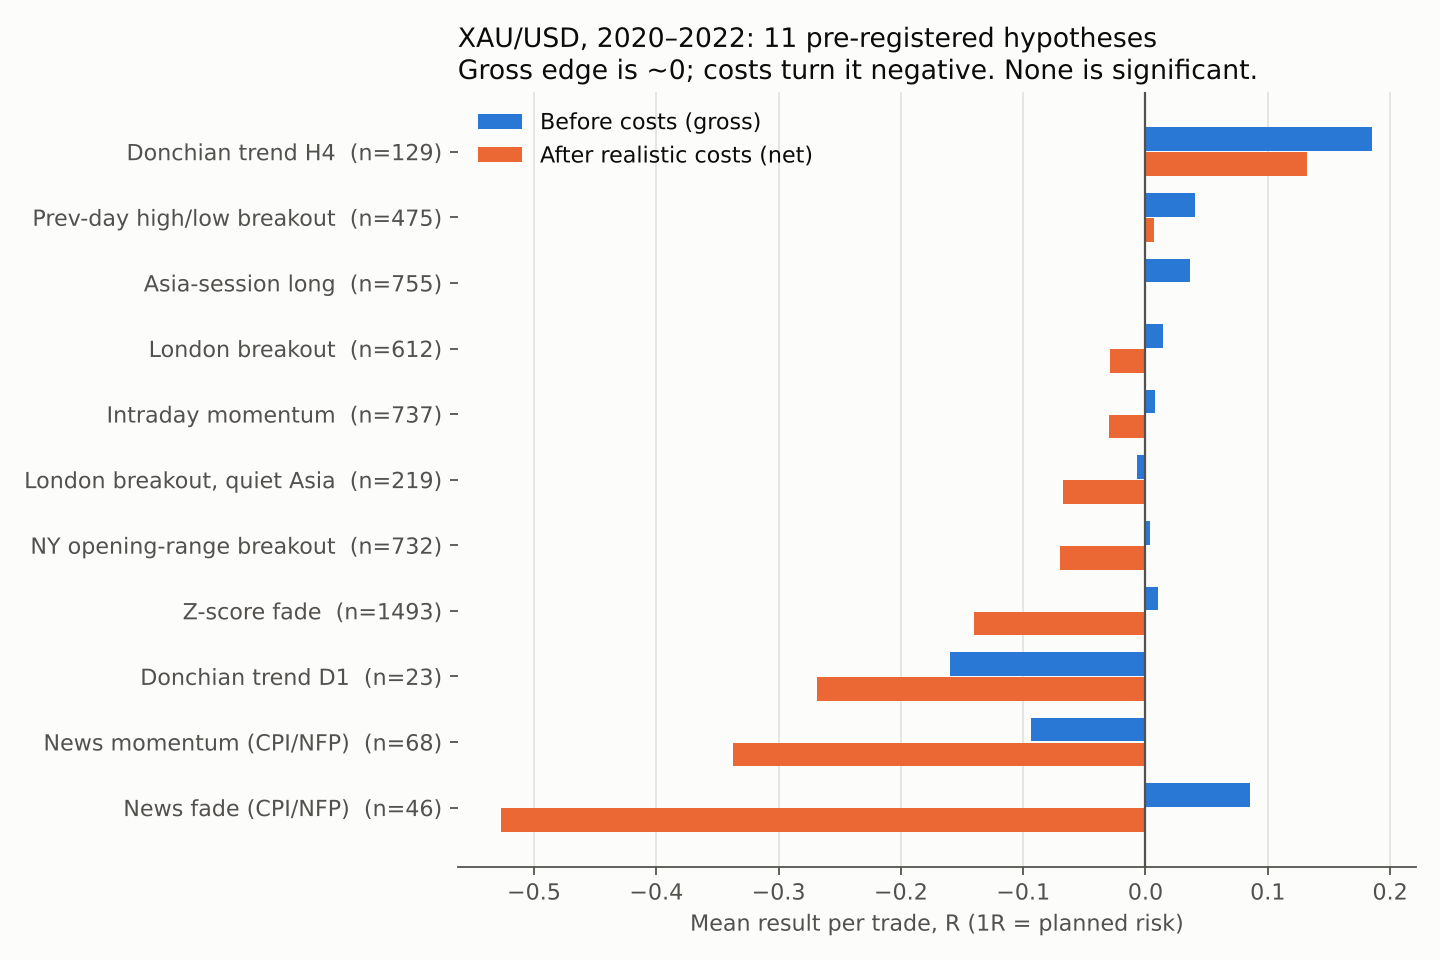 XAU/USD, 2020–2022: 11 pre-registered hypotheses
Gross edge is ~0; costs turn it negative. None is significant.
Before costs (gross)
After realistic costs (net)
Donchian trend H4 (n=129)
Prev-day high/low breakout (n=475)
Asia-session long (n=755)
London breakout (n=612)
Intraday momentum (n=737)
London breakout, quiet Asia (n=219)
NY opening-range breakout (n=732)
Z-score fade (n=1493)
Donchian trend D1 (n=23)
News momentum (CPI/NFP) (n=68)
News fade (CPI/NFP) (n=46)
−0.5 −0.4 −0.3 −0.2 −0.1 0.0 0.1 0.2
Mean result per trade, R (1R = planned risk)